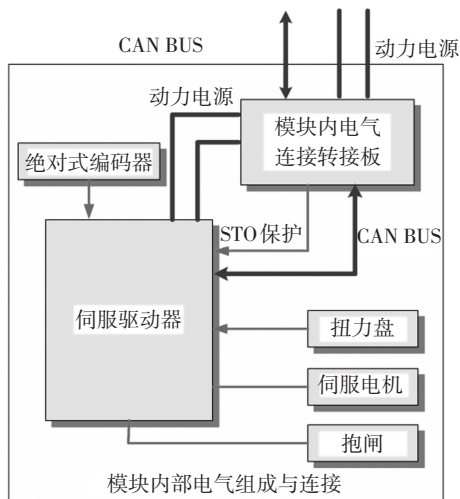 CAN BUS
动力电源
动力电源
模块内电气
连接转接板
绝对式编码器
STO保护
CAN BUS
伺服驱动器
扭力盘
伺服电机
抱闸
模块内部电气组成与连接